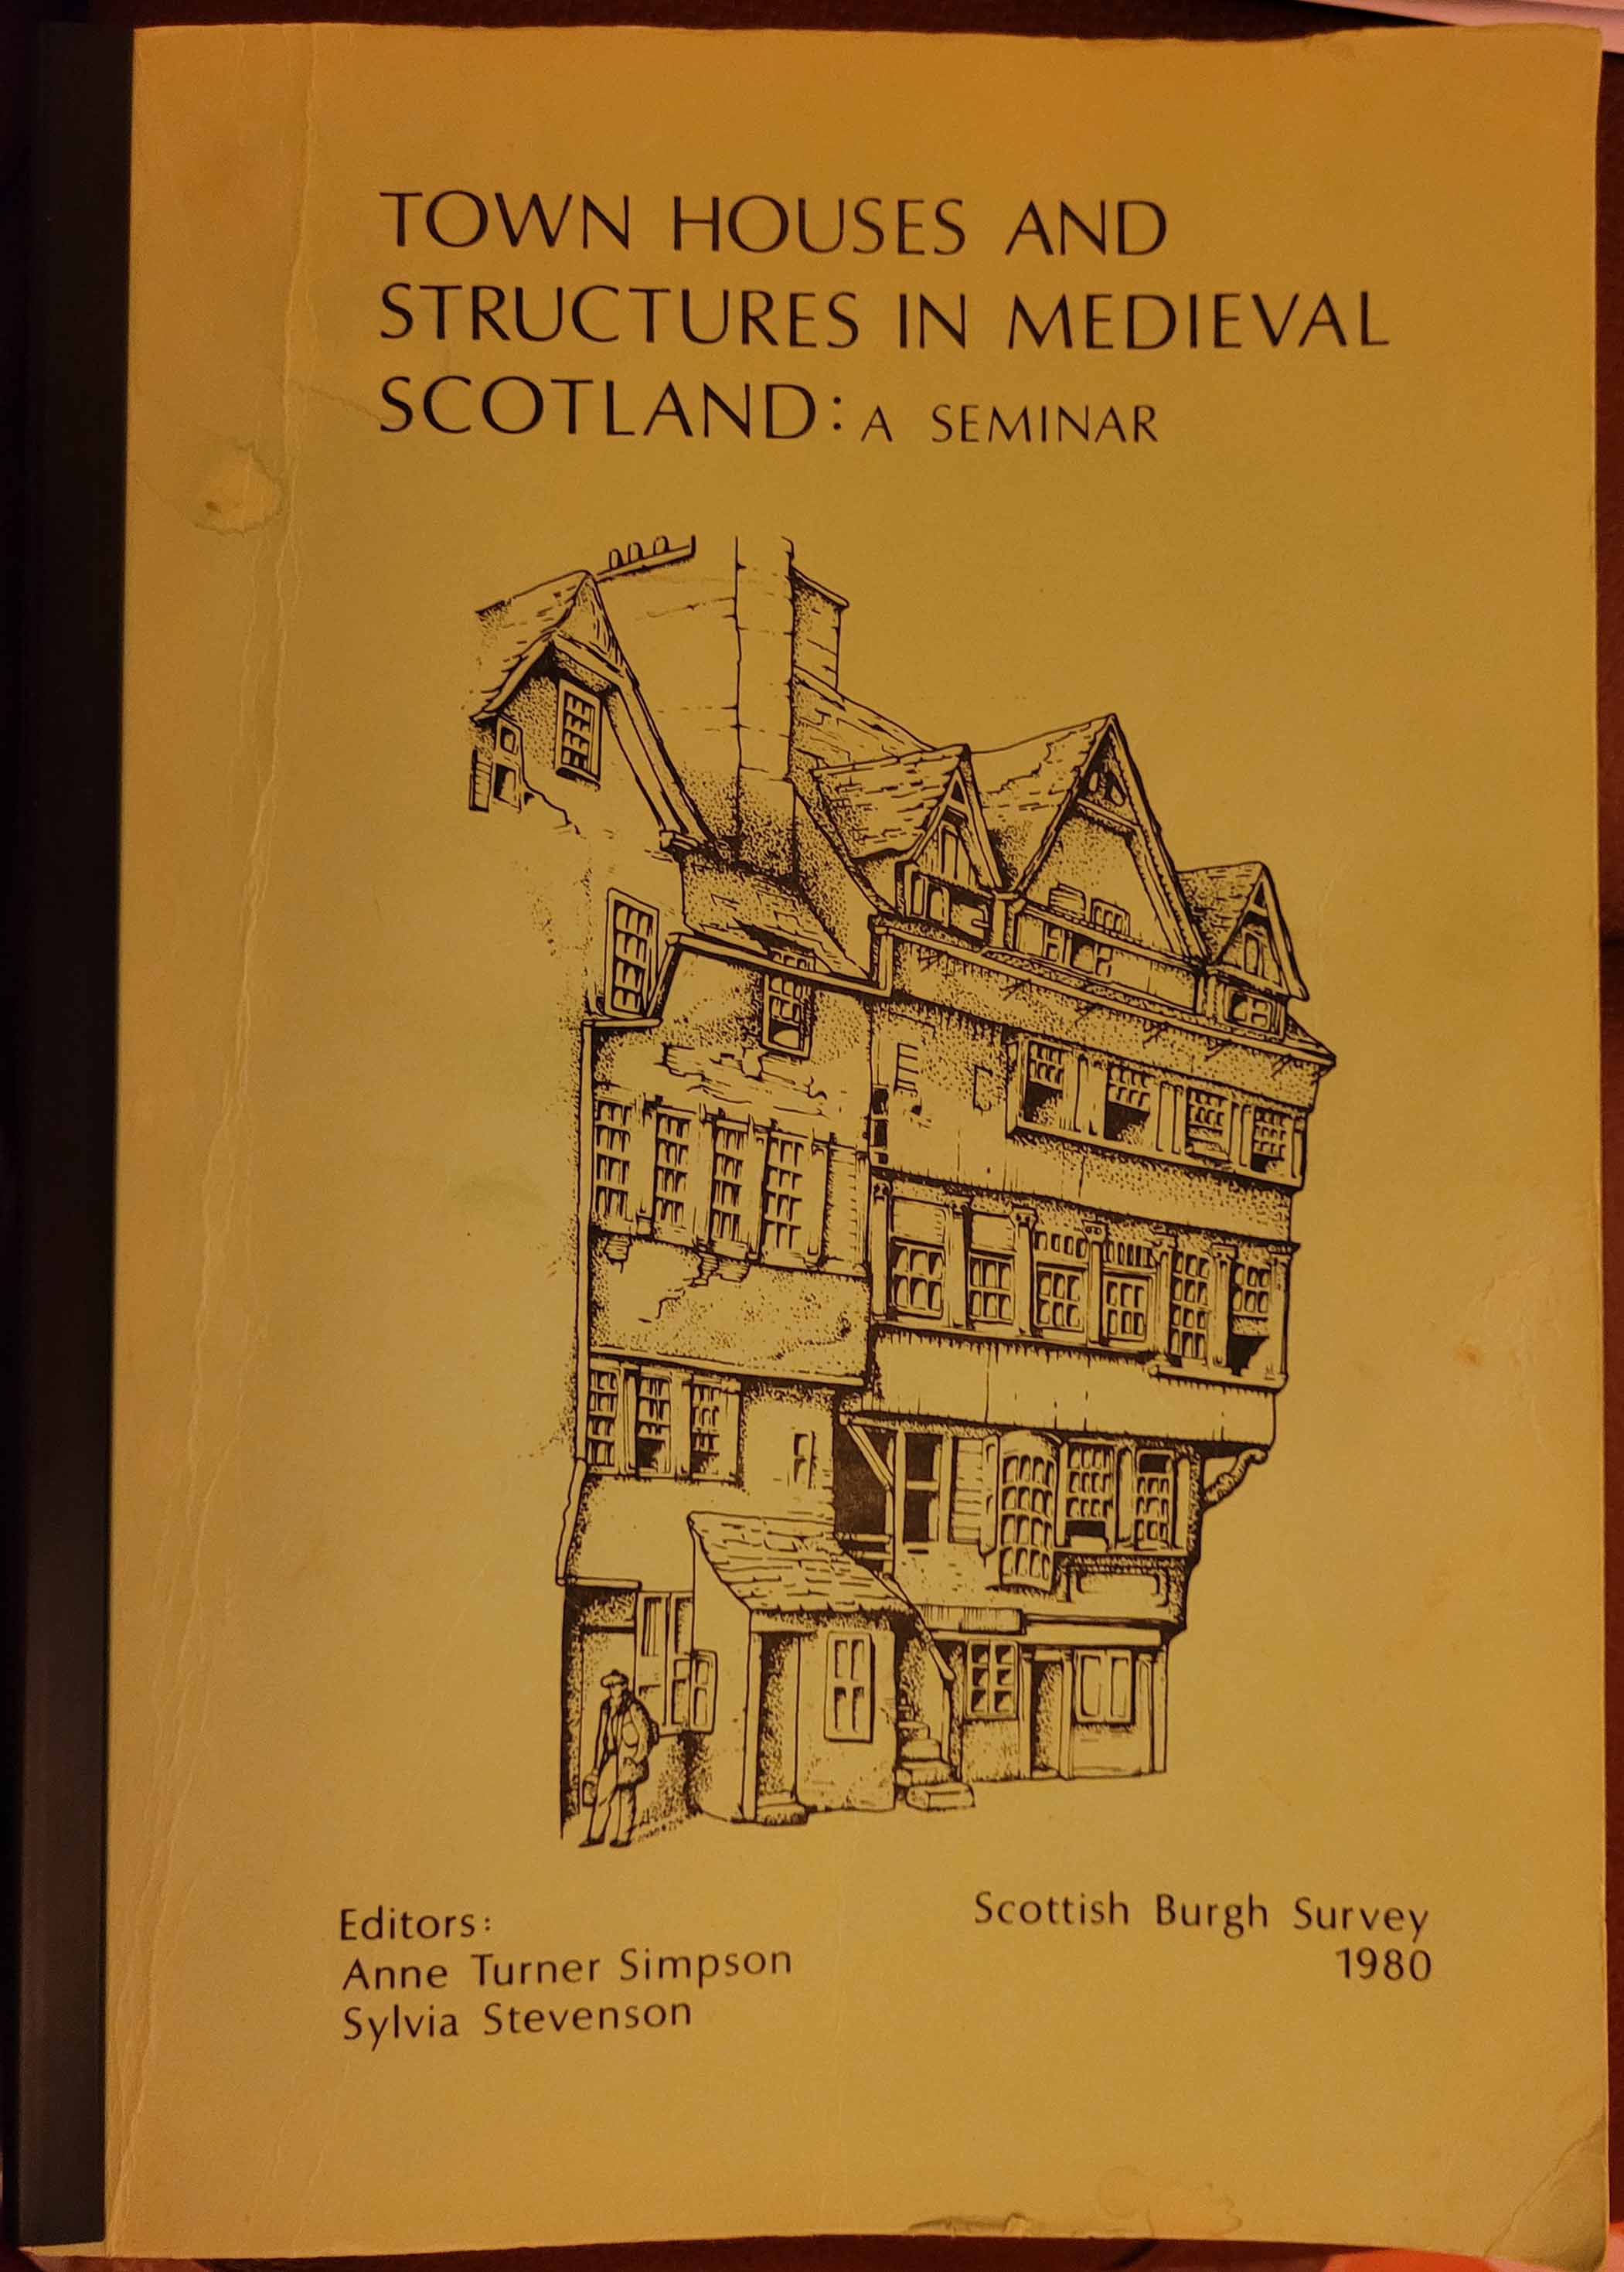 TOWN HOUSES AND
STRUCTURES IN MEDIEVAL
SCOTLAND: A SEMINAR
Editors:
Anne Turner Simpson
Sylvia Stevenson
Scottish Burgh Survey
1980